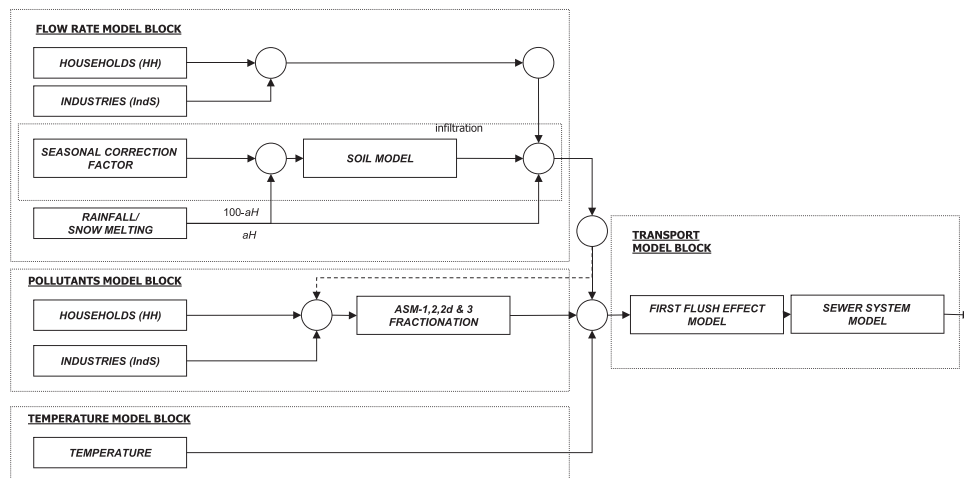 FLOW RATE MODEL BLOCK
HOUSEHOLDS (HH)
INDUSTRIES (IndS)
infiltration
SEASONAL CORRECTION
FACTOR
SOIL MODEL
RAINFALL/
SNOW MELTING
100-aH
aH
TRANSPORT
MODEL BLOCK
POLLUTANTS MODEL BLOCK
HOUSEHOLDS (HH)
ASM-1,2,2d & 3
FRACTIONATION
FIRST FLUSH EFFECT
MODEL
SEWER SYSTEM
MODEL
INDUSTRIES (IndS)
TEMPERATURE MODEL BLOCK
TEMPERATURE